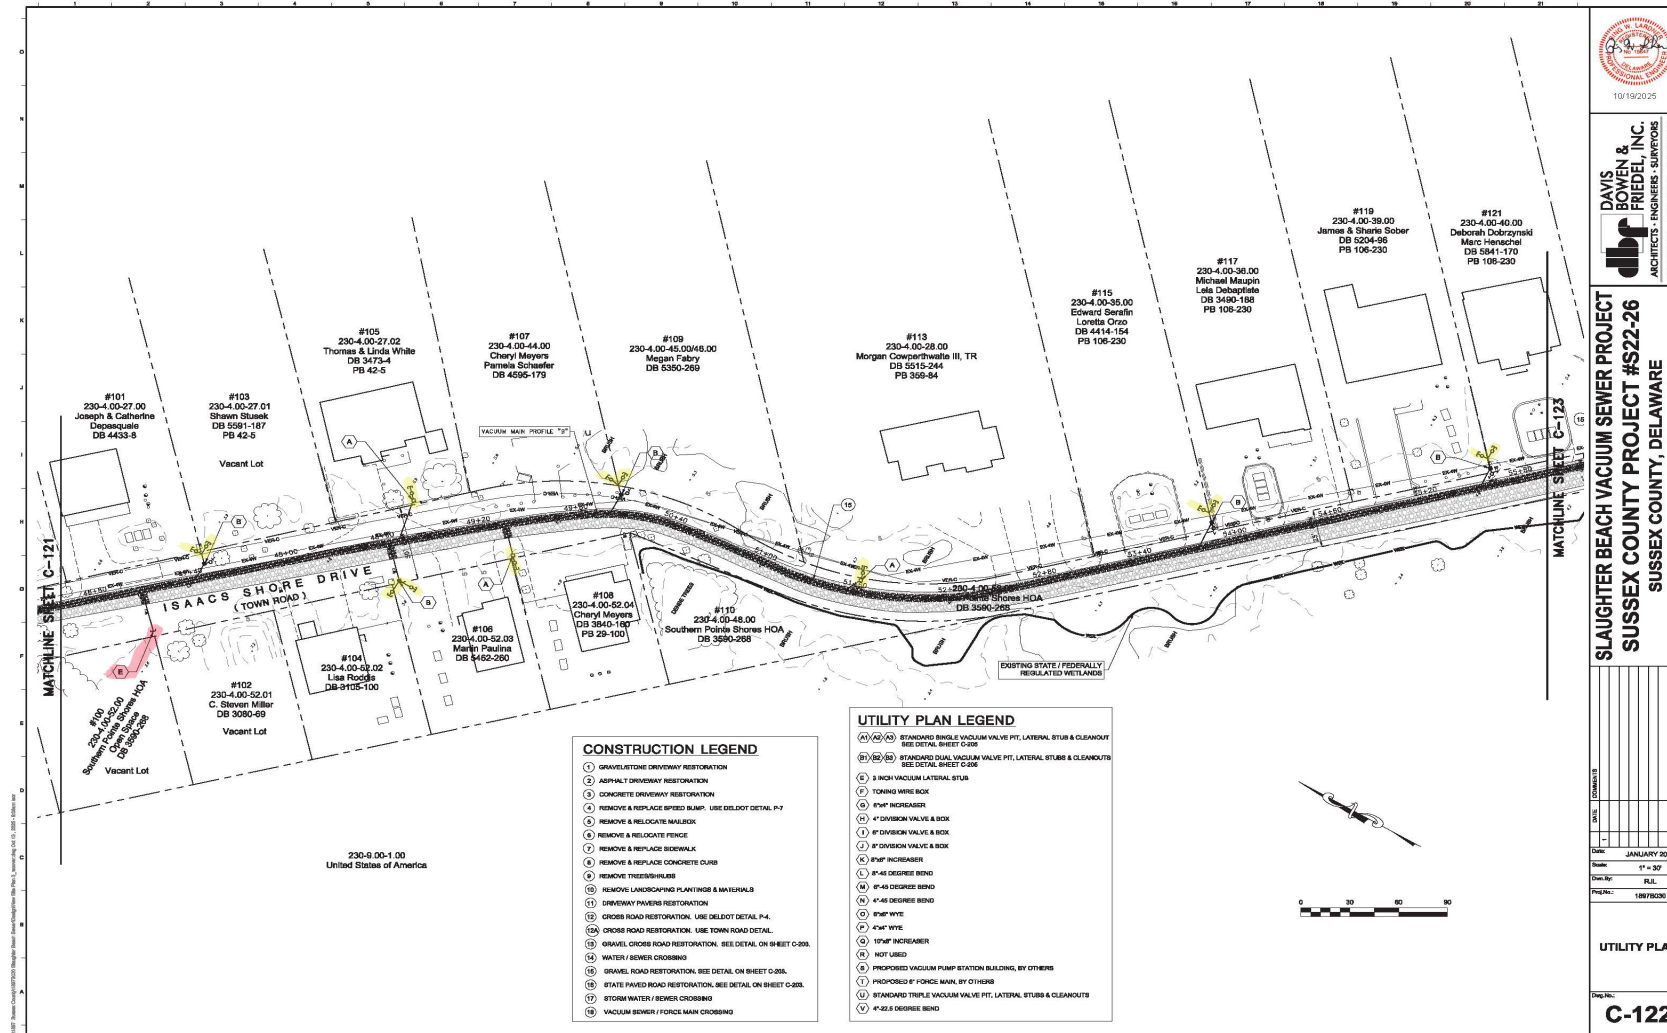 10/19/2025
DAVIS
BOWEN &
FRIEDEL, INC.
ARCHITECTS · ENGINEERS · SURVEYORS
dbf
SLAUGHTER BEACH VACUUM SEWER PROJECT
SUSSEX COUNTY PROJECT #S22-26
SUSSEX COUNTY, DELAWARE
COMMENTS
DATE
Date:
JANUARY 20
Scale:
1" = 30'
Dwn.By:
RJL
Proj.No.:
1897B030
UTILITY PLA
Dwg.No.:
C-122
MATCHLINE SHEET C-121
MATCHLINE SHEET C-123
#101
230-4.00-27.00
Joseph & Catherine
Depasquale
DB 4433-8
#103
230-4.00-27.01
Shawn Stusek
DB 5591-187
PB 42-5
Vacant Lot
#105
230-4.00-27.02
Thomas & Linda White
DB 3473-4
PB 42-5
#107
230-4.00-44.00
Cheryl Meyers
Pamela Schaefer
DB 4595-179
#109
230-4.00-45.00/46.00
Megan Fabry
DB 5350-269
#113
230-4.00-28.00
Morgan Cowperthwaite III, TR
DB 5515-244
PB 359-84
#115
230-4.00-35.00
Edward Serafin
Loretta Orzo
DB 4414-154
PB 106-230
#117
230-4.00-36.00
Michael Maupin
Lela Debaptiste
DB 3490-188
PB 106-230
#119
230-4.00-39.00
James & Sharie Sober
DB 5204-96
PB 106-230
#121
230-4.00-40.00
Deborah Dobrzynski
Marc Henschel
DB 5841-170
PB 106-230
VACUUM MAIN PROFILE "B"
ISAACS SHORE DRIVE
(TOWN ROAD)
#100
230-4.00-52.00
Southern Pointe Shores HOA
Open Space
DB 3590-268
Vacant Lot
#102
230-4.00-52.01
C. Steven Miller
DB 3080-69
Vacant Lot
#104
230-4.00-52.02
Lisa Roddis
DB 3105-100
#106
230-4.00-52.03
Martin Paulina
DB 5462-260
#108
230-4.00-52.04
Cheryl Meyers
DB 3840-160
PB 29-100
#110
230-4.00-48.00
Southern Pointe Shores HOA
DB 3590-268
Shores HOA
DB 3590-268
EXISTING STATE / FEDERALLY
REGULATED WETLANDS
230-9.00-1.00
United States of America
CONSTRUCTION LEGEND
1 GRAVEL/STONE DRIVEWAY RESTORATION
2 ASPHALT DRIVEWAY RESTORATION
3 CONCRETE DRIVEWAY RESTORATION
4 REMOVE & REPLACE SPEED BUMP. USE DELDOT DETAIL P-7
5 REMOVE & RELOCATE MAILBOX
6 REMOVE & RELOCATE FENCE
7 REMOVE & REPLACE SIDEWALK
8 REMOVE & REPLACE CONCRETE CURB
9 REMOVE TREES/SHRUBS
10 REMOVE LANDSCAPING PLANTINGS & MATERIALS
11 DRIVEWAY PAVERS RESTORATION
12 CROSS ROAD RESTORATION. USE DELDOT DETAIL P-4.
12A CROSS ROAD RESTORATION. USE TOWN ROAD DETAIL.
13 GRAVEL CROSS ROAD RESTORATION. SEE DETAIL ON SHEET C-203.
14 WATER / SEWER CROSSING
15 GRAVEL ROAD RESTORATION. SEE DETAIL ON SHEET C-203.
16 STATE PAVED ROAD RESTORATION. SEE DETAIL ON SHEET C-203.
17 STORM WATER / SEWER CROSSING
18 VACUUM SEWER / FORCE MAIN CROSSING
UTILITY PLAN LEGEND
A1 A2 A3 STANDARD SINGLE VACUUM VALVE PIT, LATERAL STUB & CLEANOUT
SEE DETAIL SHEET C-206
B1 B2 B3 STANDARD DUAL VACUUM VALVE PIT, LATERAL STUBS & CLEANOUTS
SEE DETAIL SHEET C-206
E 3 INCH VACUUM LATERAL STUB
F TONING WIRE BOX
G 6"x4" INCREASER
H 4" DIVISION VALVE & BOX
I 6" DIVISION VALVE & BOX
J 8" DIVISION VALVE & BOX
K 8"x6" INCREASER
L 8"-45 DEGREE BEND
M 6"-45 DEGREE BEND
N 4"-45 DEGREE BEND
O 8"x6" WYE
P 4"x4" WYE
Q 10"x8" INCREASER
R NOT USED
S PROPOSED VACUUM PUMP STATION BUILDING, BY OTHERS
T PROPOSED 6" FORCE MAIN, BY OTHERS
U STANDARD TRIPLE VACUUM VALVE PIT, LATERAL STUBS & CLEANOUTS
V 4"-22.5 DEGREE BEND
0 30 60 90